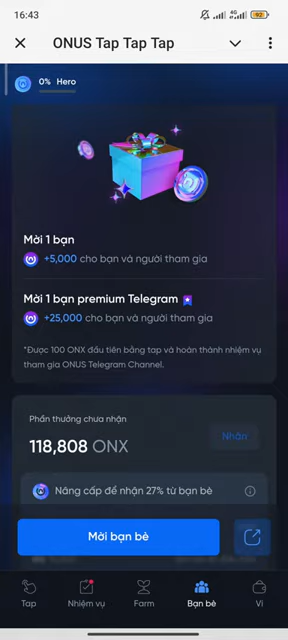 16:43
4G
92
ONUS Tap Tap Tap
0% Hero
Mời 1 bạn
+5,000 cho bạn và người tham gia
Mời 1 bạn premium Telegram
+25,000 cho bạn và người tham gia
*Được 100 ONX đầu tiên bằng tap và hoàn thành nhiệm vụ
tham gia ONUS Telegram Channel.
Phần thưởng chưa nhận
118,808 ONX
Nhận
Nâng cấp để nhận 27% từ bạn bè
Mời bạn bè
Tap
Nhiệm vụ
Farm
Bạn bè
Ví